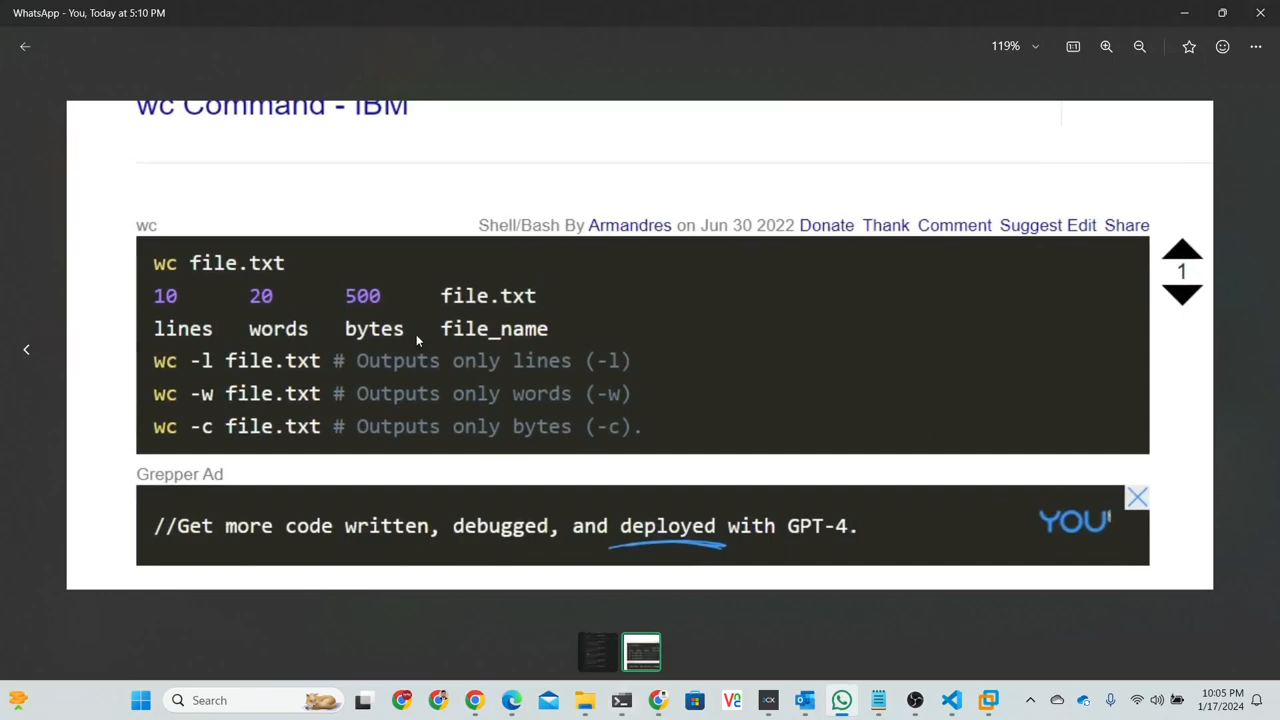 WhatsApp - You, Today at 5:10 PM
119%
wc Command - IBM
wc
Shell/Bash By Armandres on Jun 30 2022 Donate Thank Comment Suggest Edit Share
wc file.txt
10 20 500 file.txt
lines words bytes file_name
wc -l file.txt # Outputs only lines (-l)
wc -w file.txt # Outputs only words (-w)
wc -c file.txt # Outputs only bytes (-c).
1
Grepper Ad
//Get more code written, debugged, and deployed with GPT-4.
YOU
Search
10:05 PM
1/17/2024